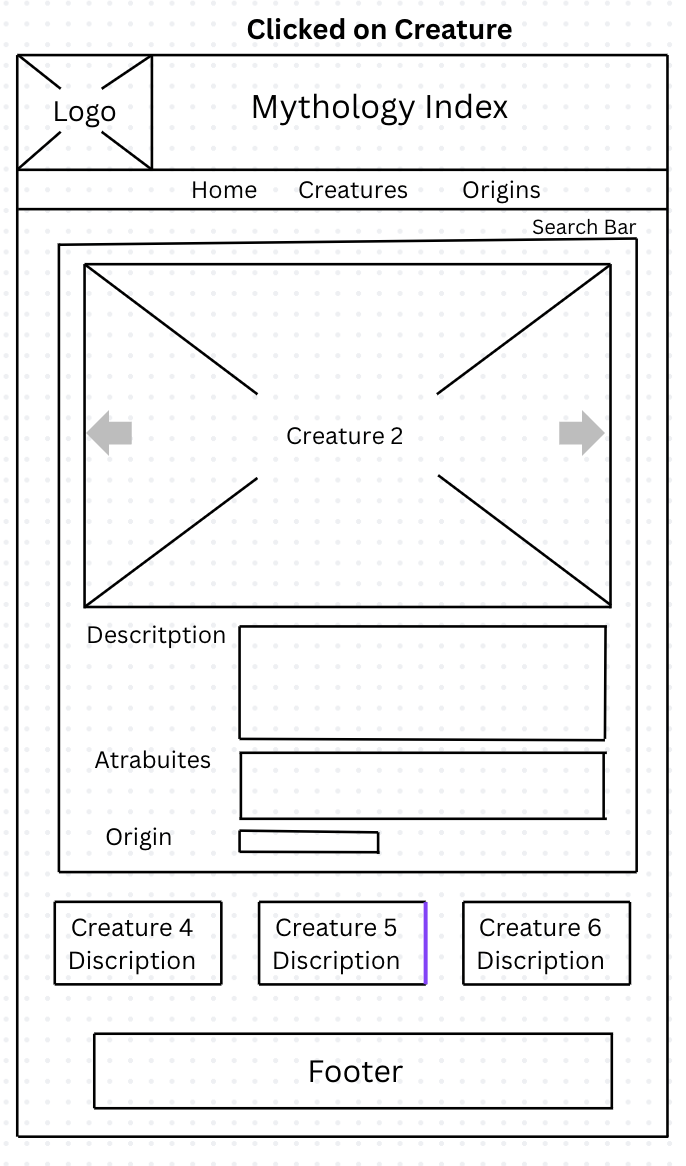 Clicked on Creature
Logo
Mythology Index
Home Creatures Origins
Search Bar
Creature 2
Descritption
Atrabuites
Origin
Creature 4
Discription
Creature 5
Discription
Creature 6
Discription
Footer